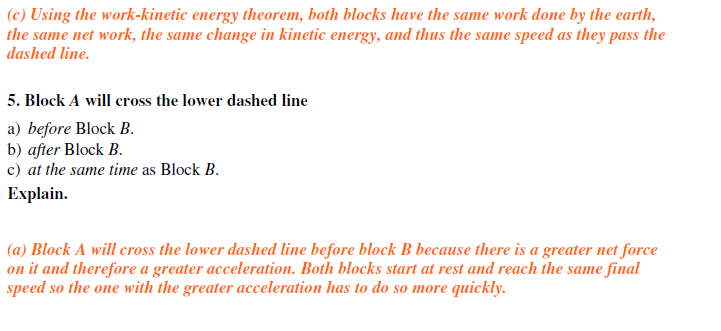 (c) Using the work-kinetic energy theorem, both blocks have the same work done by the earth,
the same net work, the same change in kinetic energy, and thus the same speed as they pass the
dashed line.
5. Block A will cross the lower dashed line
a) before Block B.
b) after Block B.
c) at the same time as Block B.
Explain.
(a) Block A will cross the lower dashed line before block B because there is a greater net force
on it and therefore a greater acceleration. Both blocks start at rest and reach the same final
speed so the one with the greater acceleration has to do so more quickly.